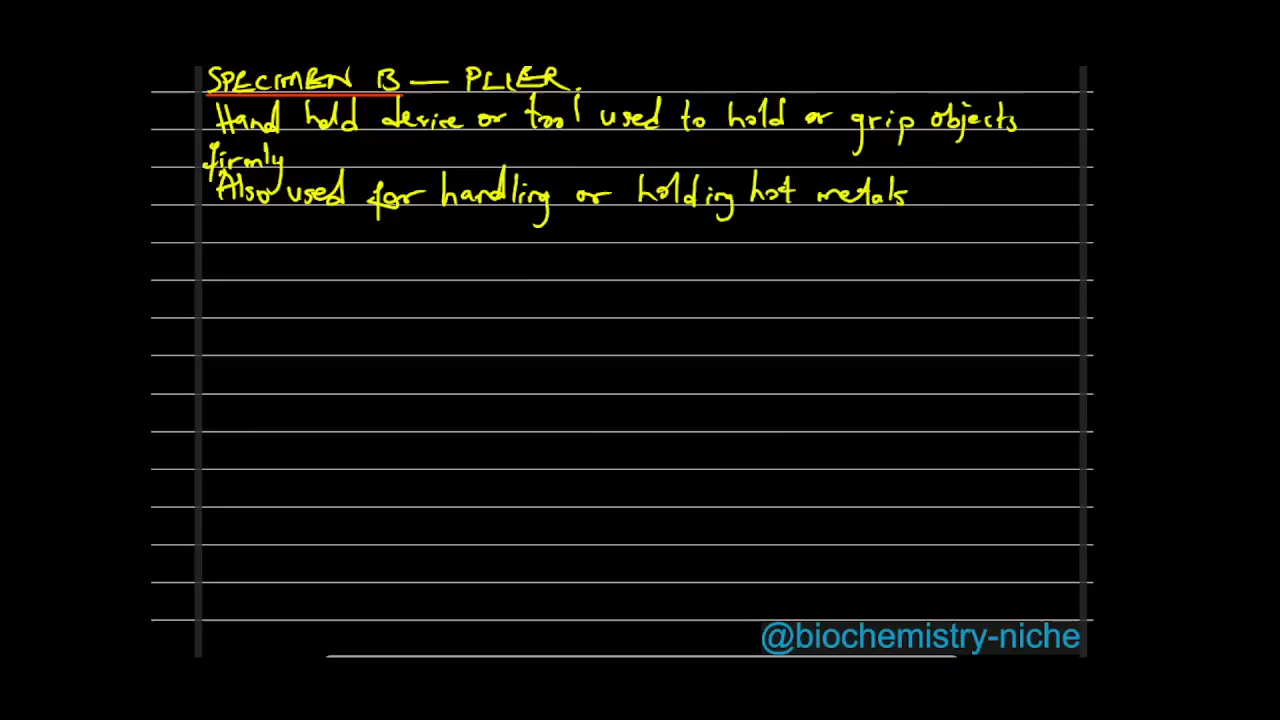 SPECIMEN B — PLIER.
Hand hold device or tool used to hold or grip objects
firmly
Also used for handling or holding hot metals
@biochemistry-niche